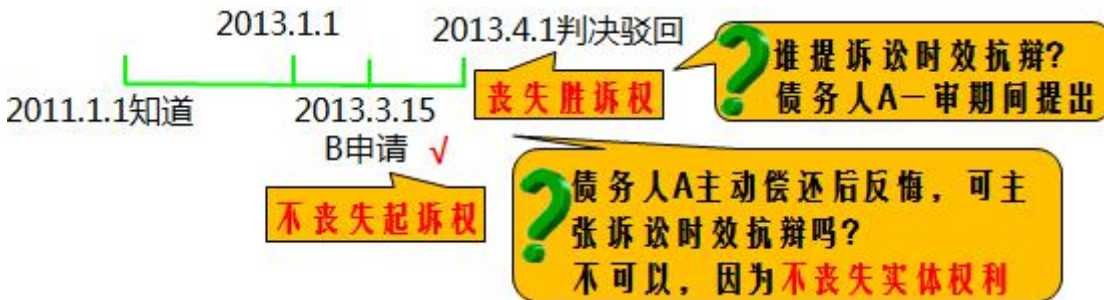 2013.1.1
2013.4.1判决驳回
谁提诉讼时效抗辩?
债务人A一审期间提出
丧失胜诉权
2011.1.1知道
2013.3.15
B申请 √
不丧失起诉权
债务人A主动偿还后反悔，可主
张诉讼时效抗辩吗?
不可以，因为不丧失实体权利